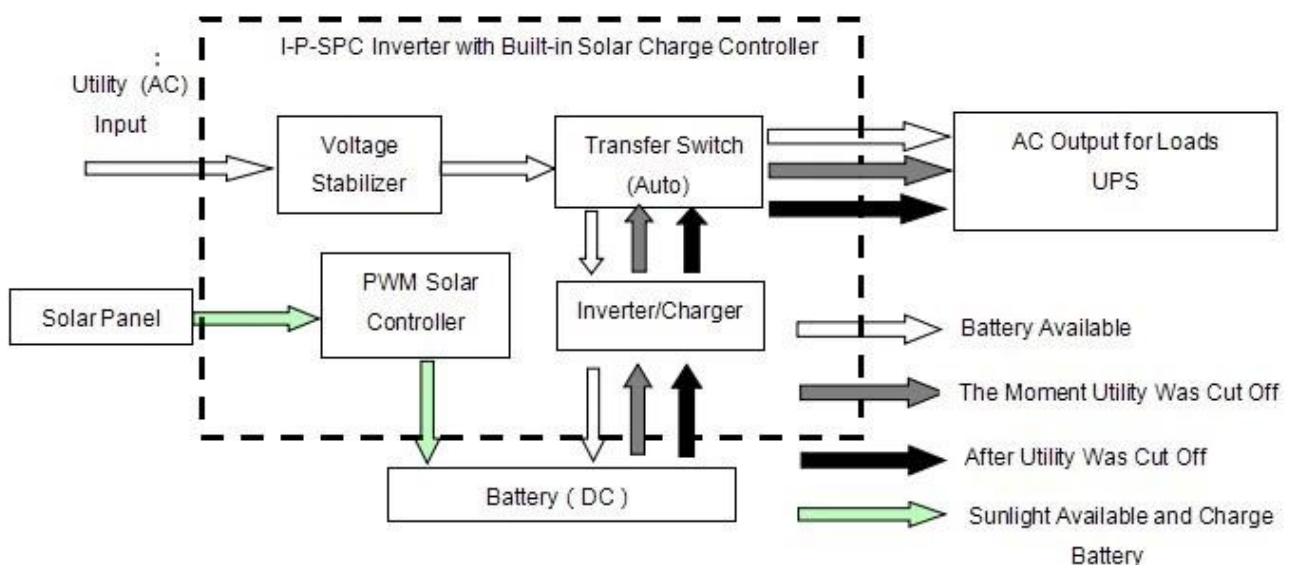 I-P-SPC Inverter with Built-in Solar Charge Controller
:
Utility (AC)
Input
Voltage
Stabilizer
Transfer Switch
(Auto)
AC Output for Loads
UPS
Solar Panel
PWM Solar
Controller
Inverter/Charger
Battery ( DC )
Battery Available
The Moment Utility Was Cut Off
After Utility Was Cut Off
Sunlight Available and Charge
Battery